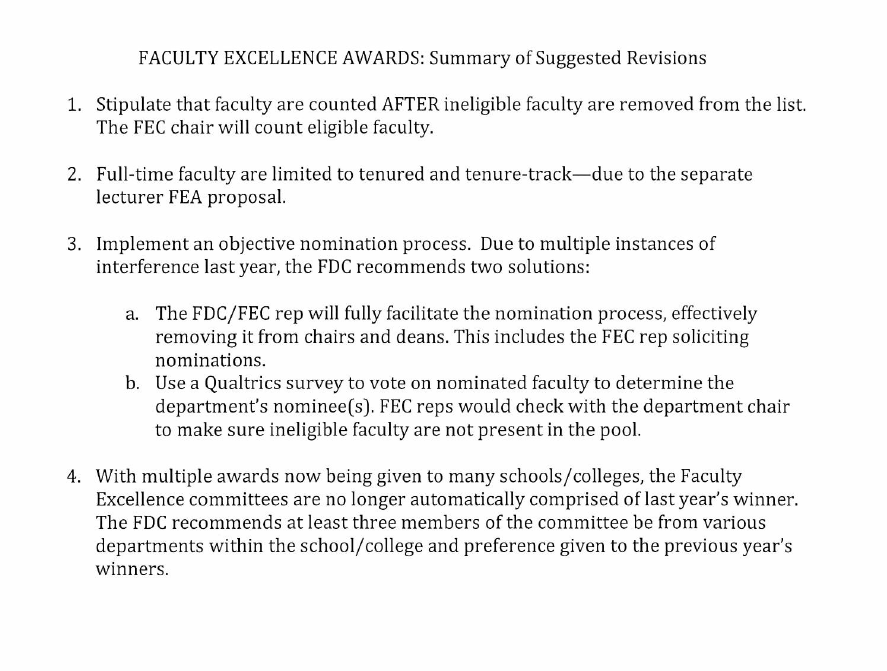 FACULTY EXCELLENCE AWARDS: Summary of Suggested Revisions
1. Stipulate that faculty are counted AFTER ineligible faculty are removed from the list.
The FEC chair will count eligible faculty.
2. Full-time faculty are limited to tenured and tenure-track—due to the separate
lecturer FEA proposal.
3. Implement an objective nomination process.  Due to multiple instances of
interference last year, the FDC recommends two solutions:
a. The FDC/FEC rep will fully facilitate the nomination process, effectively
removing it from chairs and deans. This includes the FEC rep soliciting
nominations.
b. Use a Qualtrics survey to vote on nominated faculty to determine the
department's nominee(s). FEC reps would check with the department chair
to make sure ineligible faculty are not present in the pool.
4. With multiple awards now being given to many schools/colleges, the Faculty
Excellence committees are no longer automatically comprised of last year's winner.
The FDC recommends at least three members of the committee be from various
departments within the school/college and preference given to the previous year's
winners.